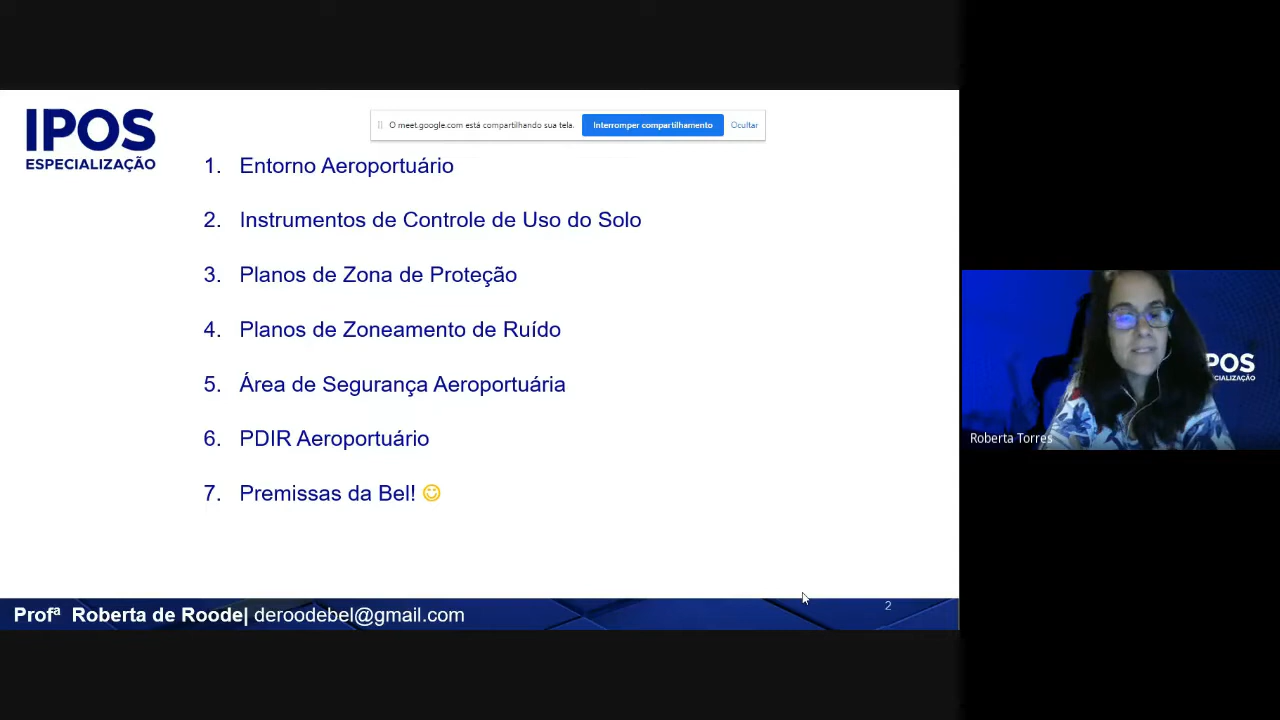 IPOS
ESPECIALIZAÇÃO
O meet.google.com está compartilhando sua tela.
Interromper compartilhamento
Ocultar
1. Entorno Aeroportuário
2. Instrumentos de Controle de Uso do Solo
3. Planos de Zona de Proteção
4. Planos de Zoneamento de Ruído
5. Área de Segurança Aeroportuária
6. PDIR Aeroportuário
7. Premissas da Bel! ☺
Profª Roberta de Roode| deroodebel@gmail.com
2
POS
CIALIZAÇÃO
Roberta Torres